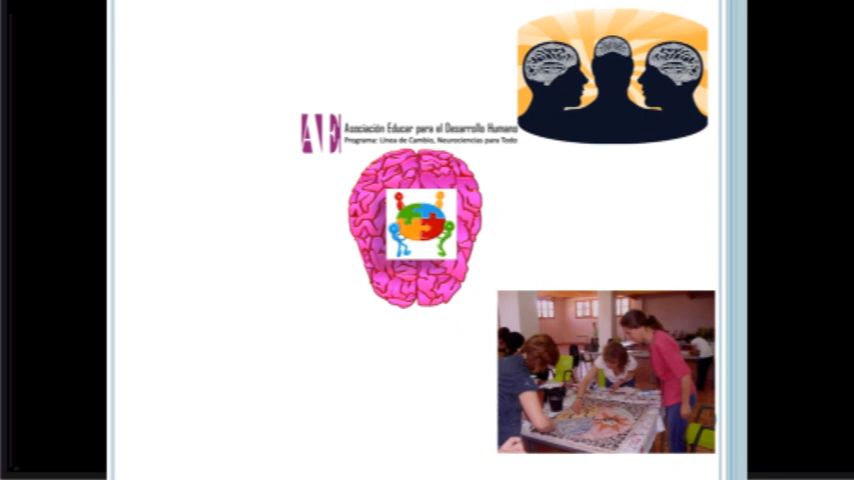 AE
Asociación Educar para el Desarrollo Humano
Programa: Línea de Cambio, Neurociencias para Todo